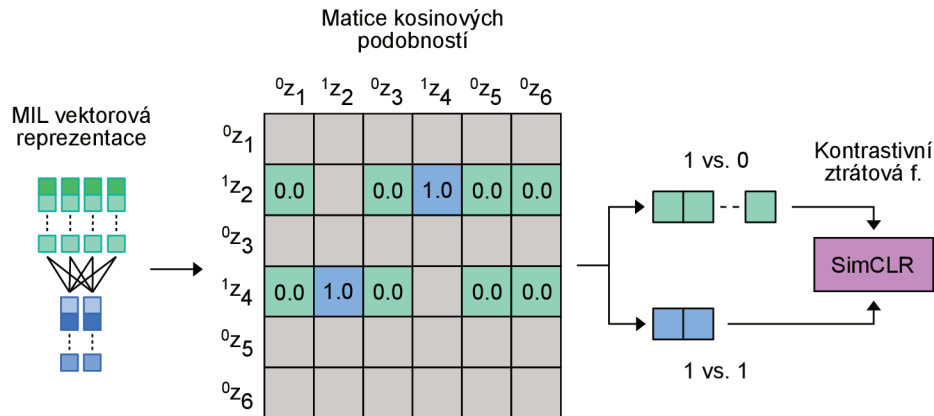 Matice kosinových
podobností
MIL vektorová
reprezentace
⁰z₁ ¹z₂ ⁰z₃ ¹z₄ ⁰z₅ ⁰z₆
⁰z₁
¹z₂ 0.0 0.0 1.0 0.0 0.0
⁰z₃
¹z₄ 0.0 1.0 0.0 0.0 0.0
⁰z₅
⁰z₆
1 vs. 0
1 vs. 1
Kontrastivní
ztrátová f.
SimCLR